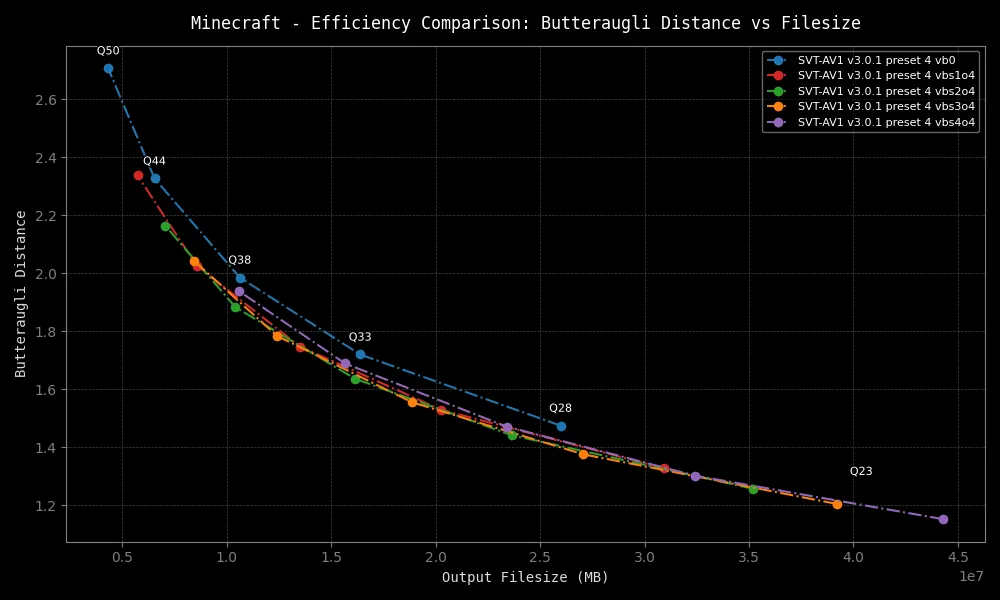 Minecraft - Efficiency Comparison: Butteraugli Distance vs Filesize
Q50
SVT-AV1 v3.0.1 preset 4 vb0
SVT-AV1 v3.0.1 preset 4 vbs1o4
SVT-AV1 v3.0.1 preset 4 vbs2o4
SVT-AV1 v3.0.1 preset 4 vbs3o4
SVT-AV1 v3.0.1 preset 4 vbs4o4
Q44
Q38
Q33
Q28
Q23
Butteraugli Distance
2.6
2.4
2.2
2.0
1.8
1.6
1.4
1.2
0.5
1.0
1.5
2.0
2.5
3.0
3.5
4.0
4.5
1e7
Output Filesize (MB)